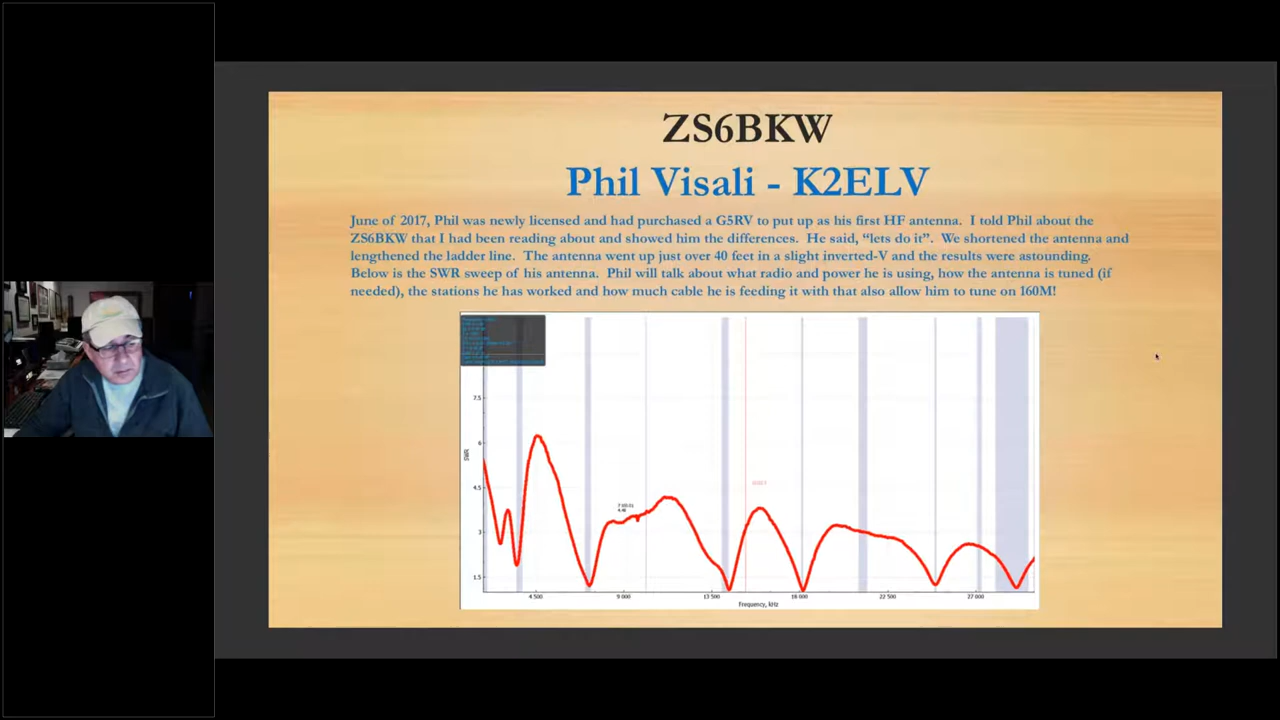 ZS6BKW
Phil Visali - K2ELV
June of 2017, Phil was newly licensed and had purchased a G5RV to put up as his first HF antenna. I told Phil about the
ZS6BKW that I had been reading about and showed him the differences. He said, “lets do it”. We shortened the antenna and
lengthened the ladder line. The antenna went up just over 40 feet in a slight inverted-V and the results were astounding.
Below is the SWR sweep of his antenna. Phil will talk about what radio and power he is using, how the antenna is tuned (if
needed), the stations he has worked and how much cable he is feeding it with that also allow him to tune on 160M!
7.5
6
SWR
4.5
3
1.5
4 500 9 000 13 500 18 000 22 500 27 000
Frequency, kHz